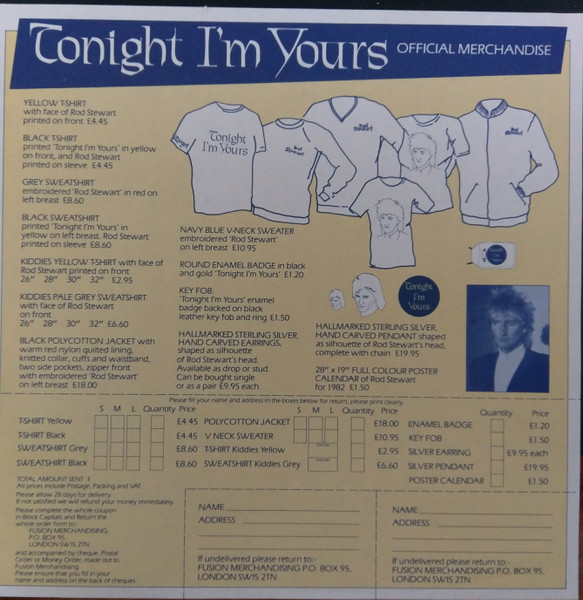 Tonight I'm Yours OFFICIAL MERCHANDISE
YELLOW T-SHIRT
with face of Rod Stewart
printed on front £4.45
BLACK T-SHIRT
printed 'Tonight I'm Yours' in yellow
on front, and Rod Stewart
printed on sleeve £4.45
GREY SWEATSHIRT
embroidered 'Rod Stewart' in red on
left breast £8.60
BLACK SWEATSHIRT
printed 'Tonight I'm Yours' in
yellow on left breast. Rod Stewart
printed on sleeve £8.60
KIDDIES YELLOW T-SHIRT with face of
Rod Stewart printed on front
26" 28" 30" 32" £2.95
KIDDIES PALE GREY SWEATSHIRT
with face of Rod Stewart
on front
26" 28" 30" 32" £6.60
BLACK POLYCOTTON JACKET with
warm red nylon quilted lining,
knitted collar, cuffs and waistband,
two side pockets, zipper front
with embroidered 'Rod Stewart'
on left breast £18.00
Tonight
I'm Yours
Rod
Stewart
Rod
Stewart
Rod
Stewart
NAVY BLUE V-NECK SWEATER
embroidered 'Rod Stewart'
on left breast £10.95
ROUND ENAMEL BADGE in black
and gold 'Tonight I'm Yours' £1.20
KEY FOB:
'Tonight I'm Yours' enamel
badge backed on black
leather key fob and ring £1.50
HALLMARKED STERLING SILVER,
HAND CARVED EARRINGS,
shaped as silhouette
of Rod Stewart's head.
Available as drop or stud.
Can be bought single
or as a pair £9.95 each
Tonight
I'm
Yours
HALLMARKED STERLING SILVER,
HAND CARVED PENDANT shaped
as silhouette of Rod Stewart's head,
complete with chain £19.95
28" x 19" FULL COLOUR POSTER
CALENDAR of Rod Stewart
for 1982 £1.50
Please fill your name and address in the boxes below for return, please print clearly.
S M L Quantity Price S M L Quantity Price Quantity Price
T-SHIRT Yellow £4.45 POLYCOTTON JACKET £18.00 ENAMEL BADGE £1.20
T-SHIRT Black £4.45 V NECK SWEATER £10.95 KEY FOB £1.50
SWEATSHIRT Grey £8.60 T-SHIRT Kiddies Yellow £2.95 SILVER EARRING £9.95 each
SWEATSHIRT Black £8.60 SWEATSHIRT Kiddies Grey £6.60 SILVER PENDANT £19.95
POSTER CALENDAR £1.50
TOTAL AMOUNT SENT £
All prices include Postage, Packing and VAT.
Please allow 28 days for delivery.
If not satisfied we will refund your money immediately.
Please complete the whole coupon
in Block Capitals and Return the
whole order form to:-
FUSION MERCHANDISING,
P.O. BOX 95,
LONDON SW15 2TN
and accompanied by cheque, Postal
Order or Money Order, made out to
Fusion Merchandising.
Please ensure that you fill in your
name and address on the back of cheques
NAME
ADDRESS
If undelivered please return to:-
FUSION MERCHANDISING P.O. BOX 95,
LONDON SW15 2TN
NAME
ADDRESS
If undelivered please return to:-
FUSION MERCHANDISING P.O. BOX 95,
LONDON SW15 2TN